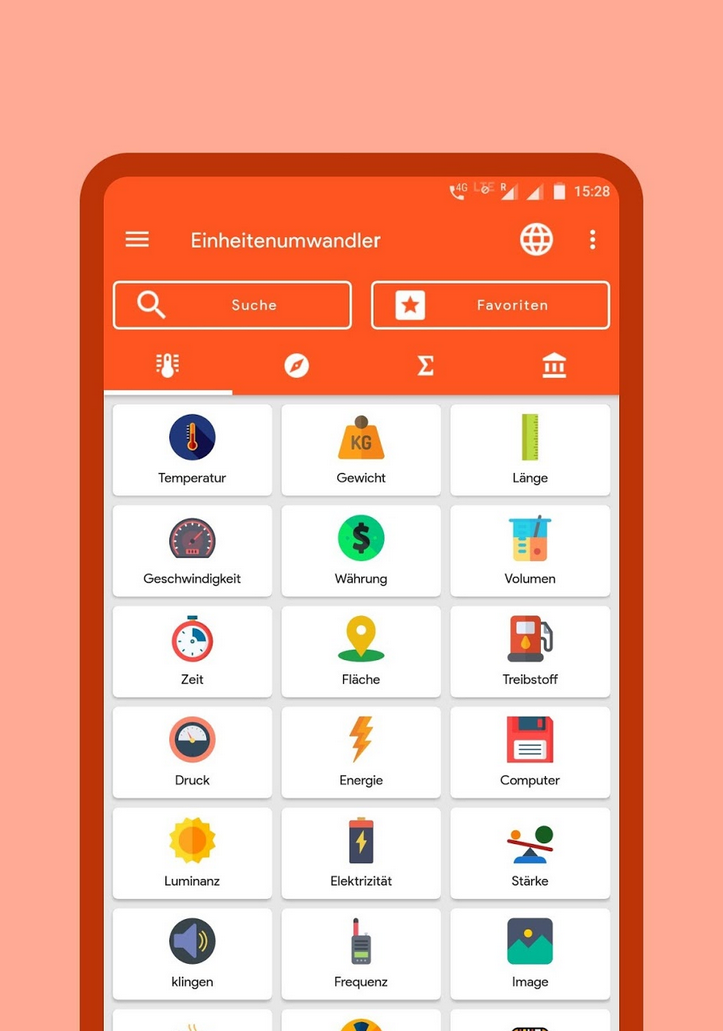 4G LTE R 15:28
Einheitenumwandler
Suche Favoriten
KG
Temperatur Gewicht Länge
$
Geschwindigkeit Währung Volumen
Zeit Fläche Treibstoff
Druck Energie Computer
Luminanz Elektrizität Stärke
klingen Frequenz Image